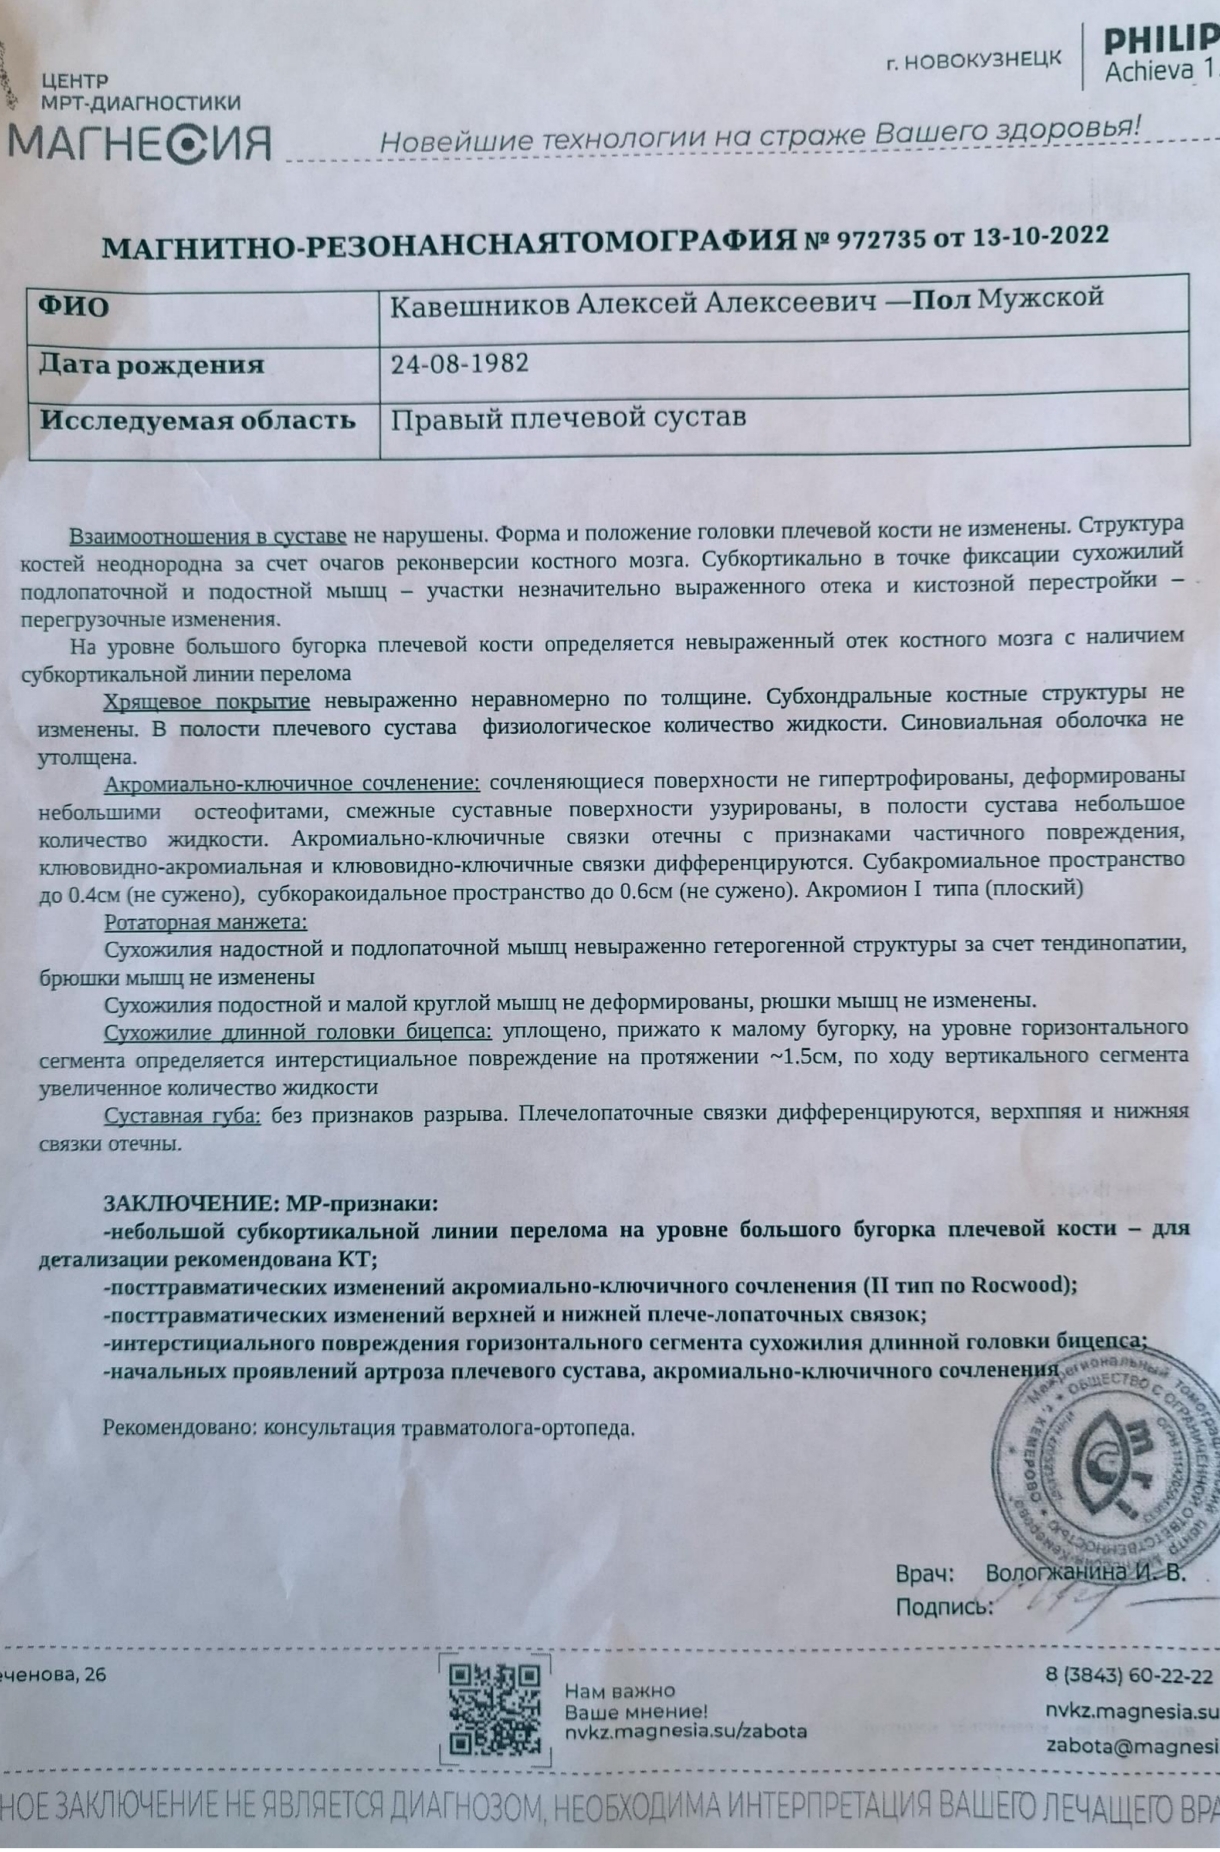 ЦЕНТР
МРТ-ДИАГНОСТИКИ
МАГНЕСИЯ
г. НОВОКУЗНЕЦК
PHILIP
Achieva 1.
Новейшие технологии на страже Вашего здоровья!
МАГНИТНО-РЕЗОНАНСНАЯТОМОГРАФИЯ № 972735 от 13-10-2022
ФИО Кавешников Алексей Алексеевич —Пол Мужской
Дата рождения 24-08-1982
Исследуемая область Правый плечевой сустав
Взаимоотношения в суставе не нарушены. Форма и положение головки плечевой кости не изменены. Структура
костей неоднородна за счет очагов реконверсии костного мозга. Субкортикально в точке фиксации сухожилий
подлопаточной и подостной мышц – участки незначительно выраженного отека и кистозной перестройки –
перегрузочные изменения.
На уровне большого бугорка плечевой кости определяется невыраженный отек костного мозга с наличием
субкортикальной линии перелома
Хрящевое покрытие невыраженно неравномерно по толщине. Субхондральные костные структуры не
изменены. В полости плечевого сустава физиологическое количество жидкости. Синовиальная оболочка не
утолщена.
Акромиально-ключичное сочленение: сочленяющиеся поверхности не гипертрофированы, деформированы
небольшими остеофитами, смежные суставные поверхности узурированы, в полости сустава небольшое
количество жидкости. Акромиально-ключичные связки отечны с признаками частичного повреждения,
клювовидно-акромиальная и клювовидно-ключичные связки дифференцируются. Субакромиальное пространство
до 0.4см (не сужено), субкоракоидальное пространство до 0.6см (не сужено). Акромион I типа (плоский)
Ротаторная манжета:
Сухожилия надостной и подлопаточной мышц невыраженно гетерогенной структуры за счет тендинопатии,
брюшки мышц не изменены
Сухожилия подостной и малой круглой мышц не деформированы, рюшки мышц не изменены.
Сухожилие длинной головки бицепса: уплощено, прижато к малому бугорку, на уровне горизонтального
сегмента определяется интерстициальное повреждение на протяжении ~1.5см, по ходу вертикального сегмента
увеличенное количество жидкости
Суставная губа: без признаков разрыва. Плечелопаточные связки дифференцируются, верхппяя и нижняя
связки отечны.
ЗАКЛЮЧЕНИЕ: МР-признаки:
-небольшой субкортикальной линии перелома на уровне большого бугорка плечевой кости – для
детализации рекомендована КТ;
-посттравматических изменений акромиально-ключичного сочленения (II тип по Rocwood);
-посттравматических изменений верхней и нижней плече-лопаточных связок;
-интерстициального повреждения горизонтального сегмента сухожилия длинной головки бицепса;
-начальных проявлений артроза плечевого сустава, акромиально-ключичного сочленения
Рекомендовано: консультация травматолога-ортопеда.
Врач: Вологжанина И. В.
Подпись:
еченова, 26
Нам важно
Ваше мнение!
nvkz.magnesia.su/zabota
8 (3843) 60-22-22
nvkz.magnesia.su
zabota@magnesi
НОЕ ЗАКЛЮЧЕНИЕ НЕ ЯВЛЯЕТСЯ ДИАГНОЗОМ, НЕОБХОДИМА ИНТЕРПРЕТАЦИЯ ВАШЕГО ЛЕЧАЩЕГО ВРА